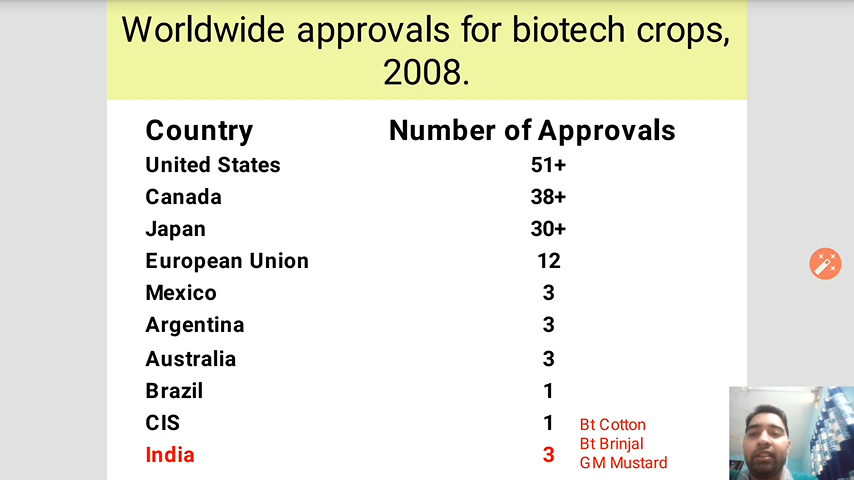 Worldwide approvals for biotech crops,
2008.
Country Number of Approvals
United States 51+
Canada 38+
Japan 30+
European Union 12
Mexico 3
Argentina 3
Australia 3
Brazil 1
CIS 1
India 3
Bt Cotton
Bt Brinjal
GM Mustard